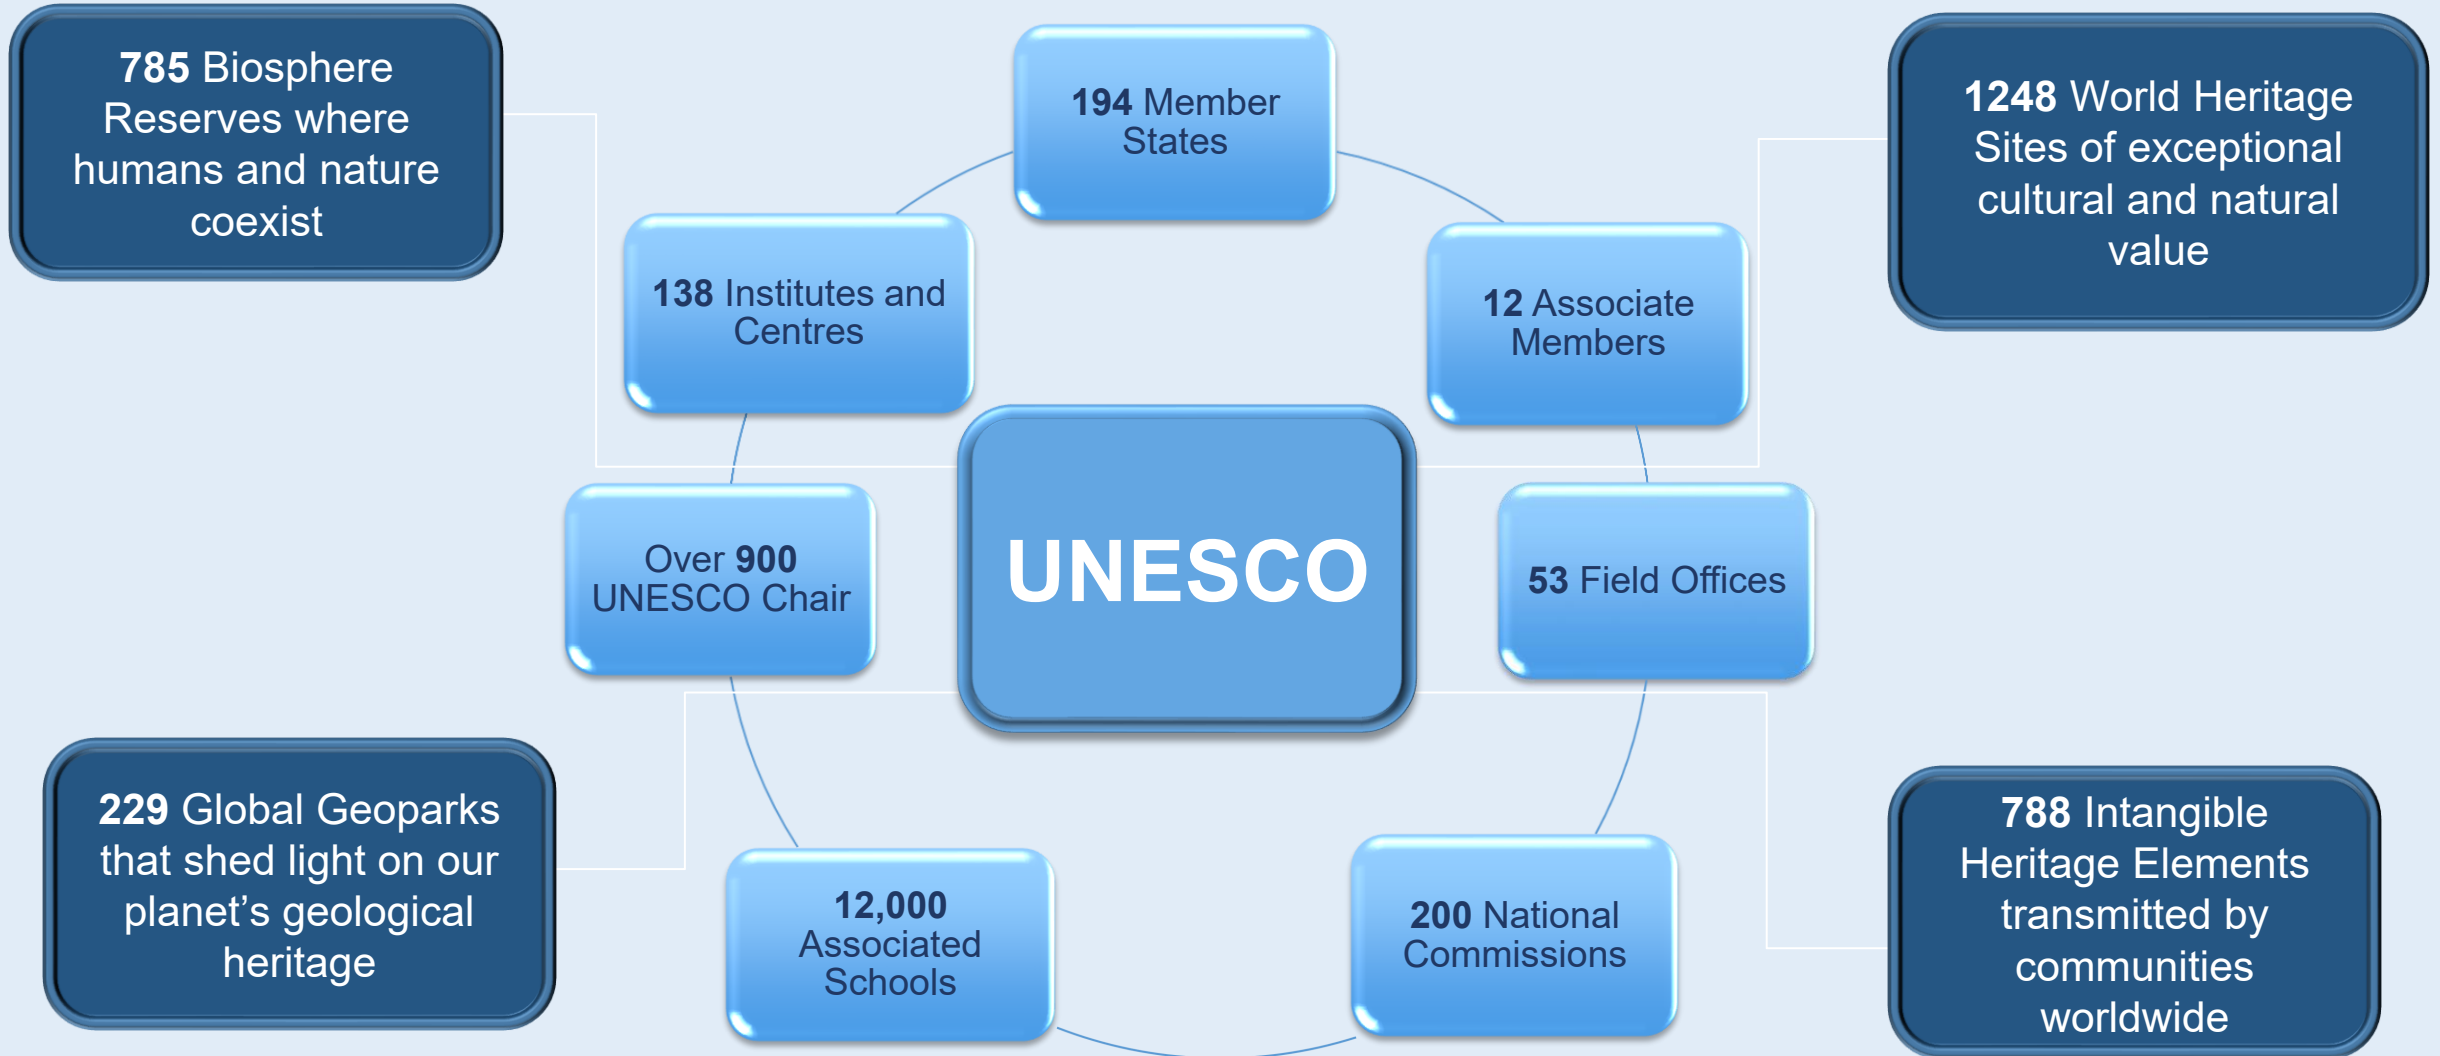 785 Biosphere
Reserves where
humans and nature
coexist
194 Member
States
1248 World Heritage
Sites of exceptional
cultural and natural
value
138 Institutes and
Centres
12 Associate
Members
Over 900
UNESCO Chair
UNESCO
53 Field Offices
229 Global Geoparks
that shed light on our
planet’s geological
heritage
12,000
Associated
Schools
200 National
Commissions
788 Intangible
Heritage Elements
transmitted by
communities
worldwide